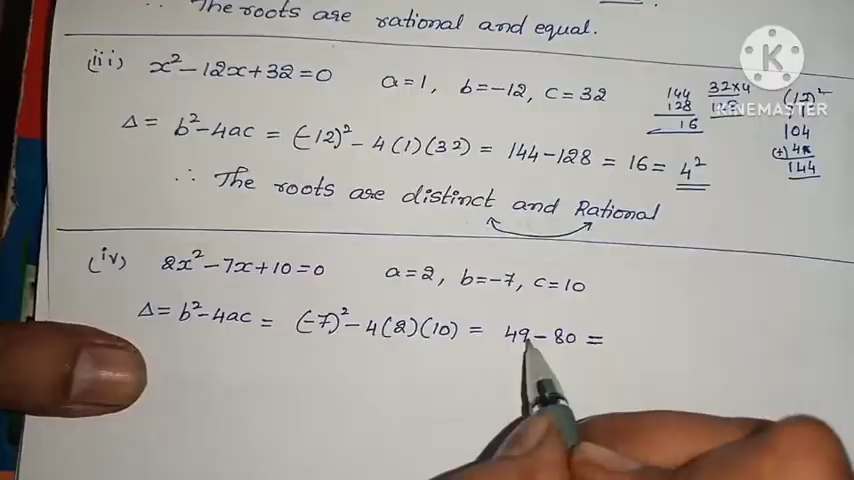 ∴ The roots are rational and equal.
(iii) x² - 12x + 32 = 0   a = 1, b = -12, c = 32
Δ = b² - 4ac = (-12)² - 4(1)(32) = 144 - 128 = 16 = 4²
∴ The roots are distinct and Rational
144
128
16
32×4
128
(12)²
104
144
K
KINEMASTER
(iv) 2x² - 7x + 10 = 0   a = 2, b = -7, c = 10
Δ = b² - 4ac = (-7)² - 4(2)(10) = 49 - 80 =